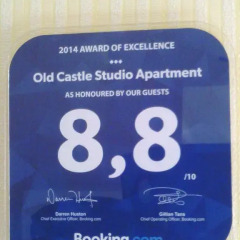 2014 AWARD OF EXCELLENCE
Old Castle Studio Apartment
AS HONOURED BY OUR GUESTS
8,8
/10
Darren Huston Gillian Tans
Chief Executive Officer, Booking.com Chief Operating Officer, Booking.com
Booking.com